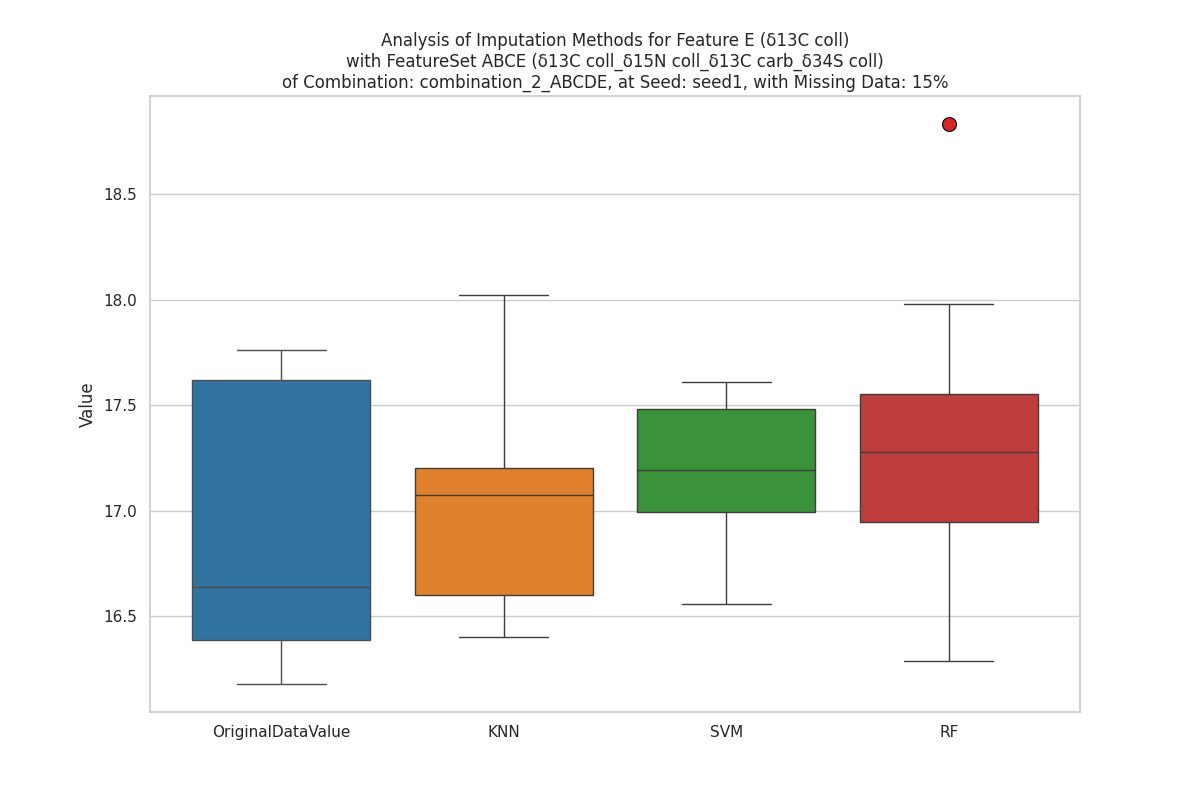 Analysis of Imputation Methods for Feature E (δ13C coll)
with FeatureSet ABCE (δ13C coll_δ15N coll_δ13C carb_δ34S coll)
of Combination: combination_2_ABCDE, at Seed: seed1, with Missing Data: 15%
18.5
18.0
17.5
17.0
16.5
Value
OriginalDataValue
KNN
SVM
RF